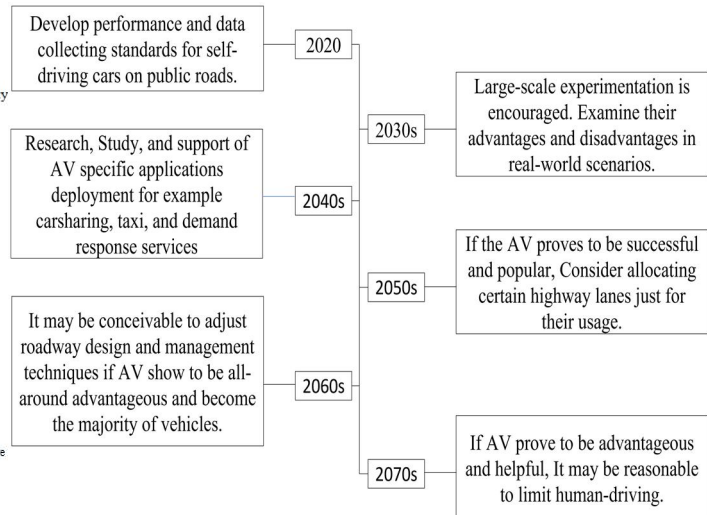 Develop performance and data
collecting standards for self-
driving cars on public roads.
2020
y
Large-scale experimentation is
encouraged. Examine their
advantages and disadvantages in
real-world scenarios.
2030s
Research, Study, and support of
AV specific applications
deployment for example
carsharing, taxi, and demand
response services
2040s
If the AV proves to be successful
and popular, Consider allocating
certain highway lanes just for
their usage.
2050s
It may be conceivable to adjust
roadway design and management
techniques if AV show to be all-
around advantageous and become
the majority of vehicles.
2060s
e
If AV prove to be advantageous
and helpful, It may be reasonable
to limit human-driving.
2070s